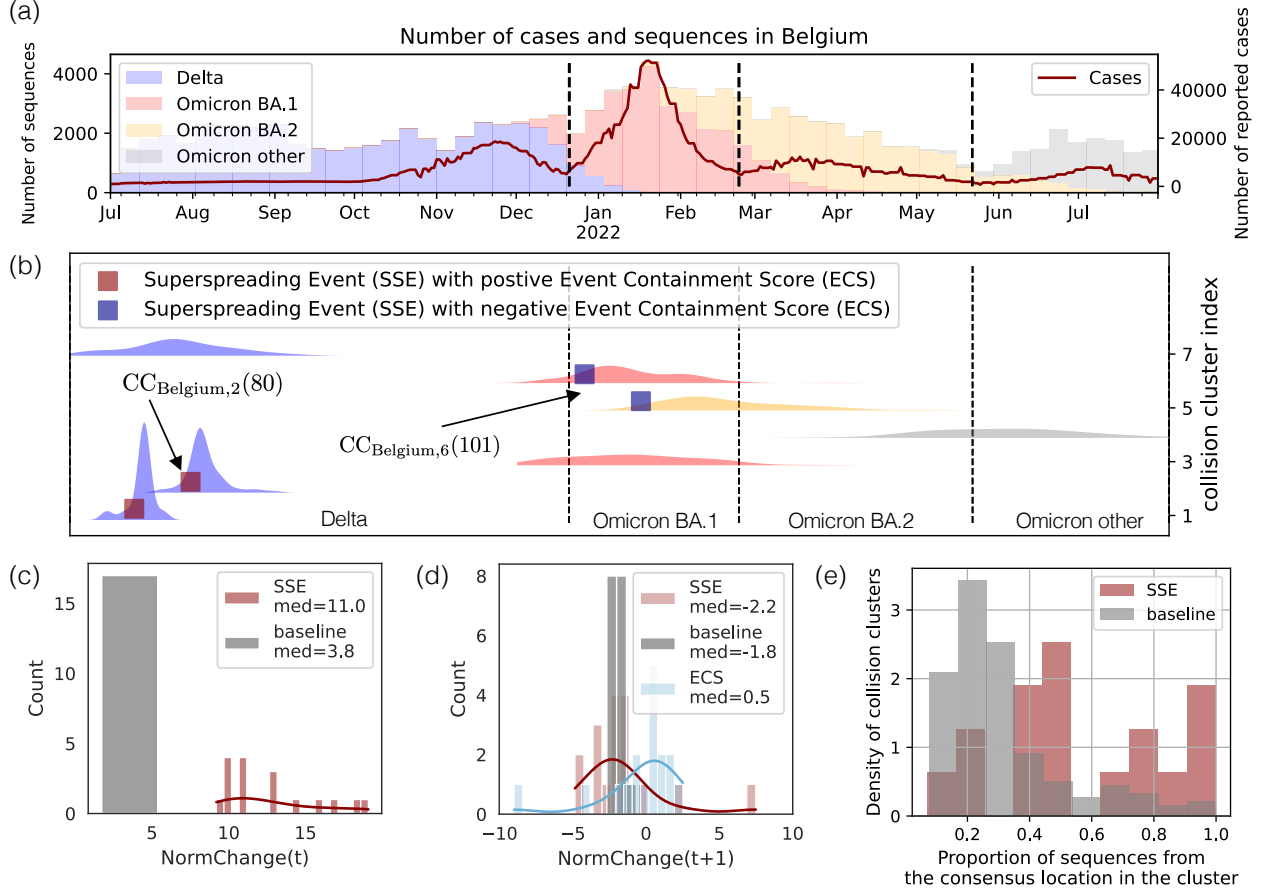 (a)
Number of cases and sequences in Belgium
Number of sequences
4000
2000
0
Delta
Omicron BA.1
Omicron BA.2
Omicron other
Cases
40000
20000
0
Number of reported cases
Jul
Aug
Sep
Oct
Nov
Dec
Jan
2022
Feb
Mar
Apr
May
Jun
Jul
(b)
Superspreading Event (SSE) with postive Event Containment Score (ECS)
Superspreading Event (SSE) with negative Event Containment Score (ECS)
CC Belgium,2(80)
CC Belgium,6(101)
Delta
Omicron BA.1
Omicron BA.2
Omicron other
7
5
3
1
collision cluster index
(c)
Count
15
10
5
0
SSE
med=11.0
baseline
med=3.8
5
10
15
NormChange(t)
(d)
Count
8
6
4
2
0
SSE
med=-2.2
baseline
med=-1.8
ECS
med=0.5
−10
−5
0
5
10
NormChange(t+1)
(e)
Density of collision clusters
3
2
1
0
SSE
baseline
0.2
0.4
0.6
0.8
1.0
Proportion of sequences from
the consensus location in the cluster